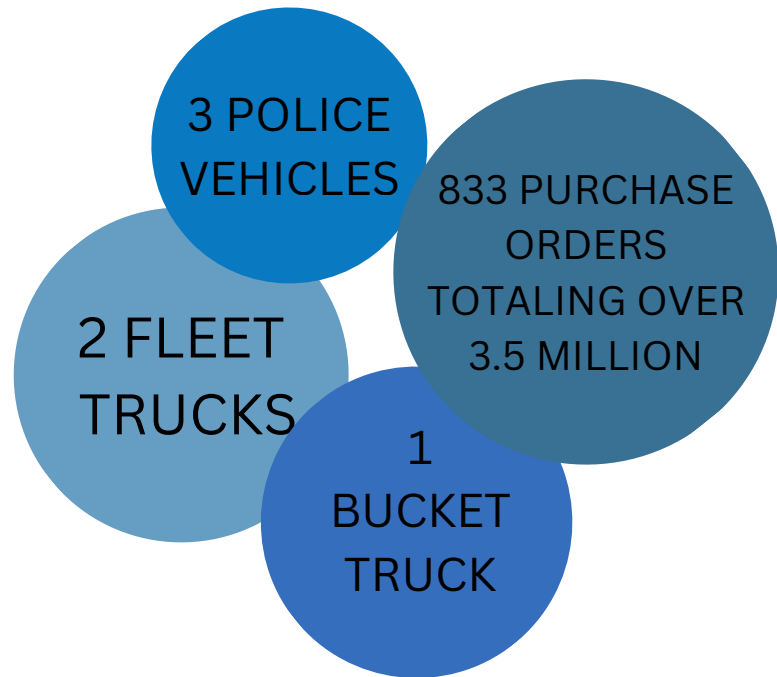 3 POLICE
VEHICLES
833 PURCHASE
ORDERS
TOTALING OVER
3.5 MILLION
2 FLEET
TRUCKS
1
BUCKET
TRUCK